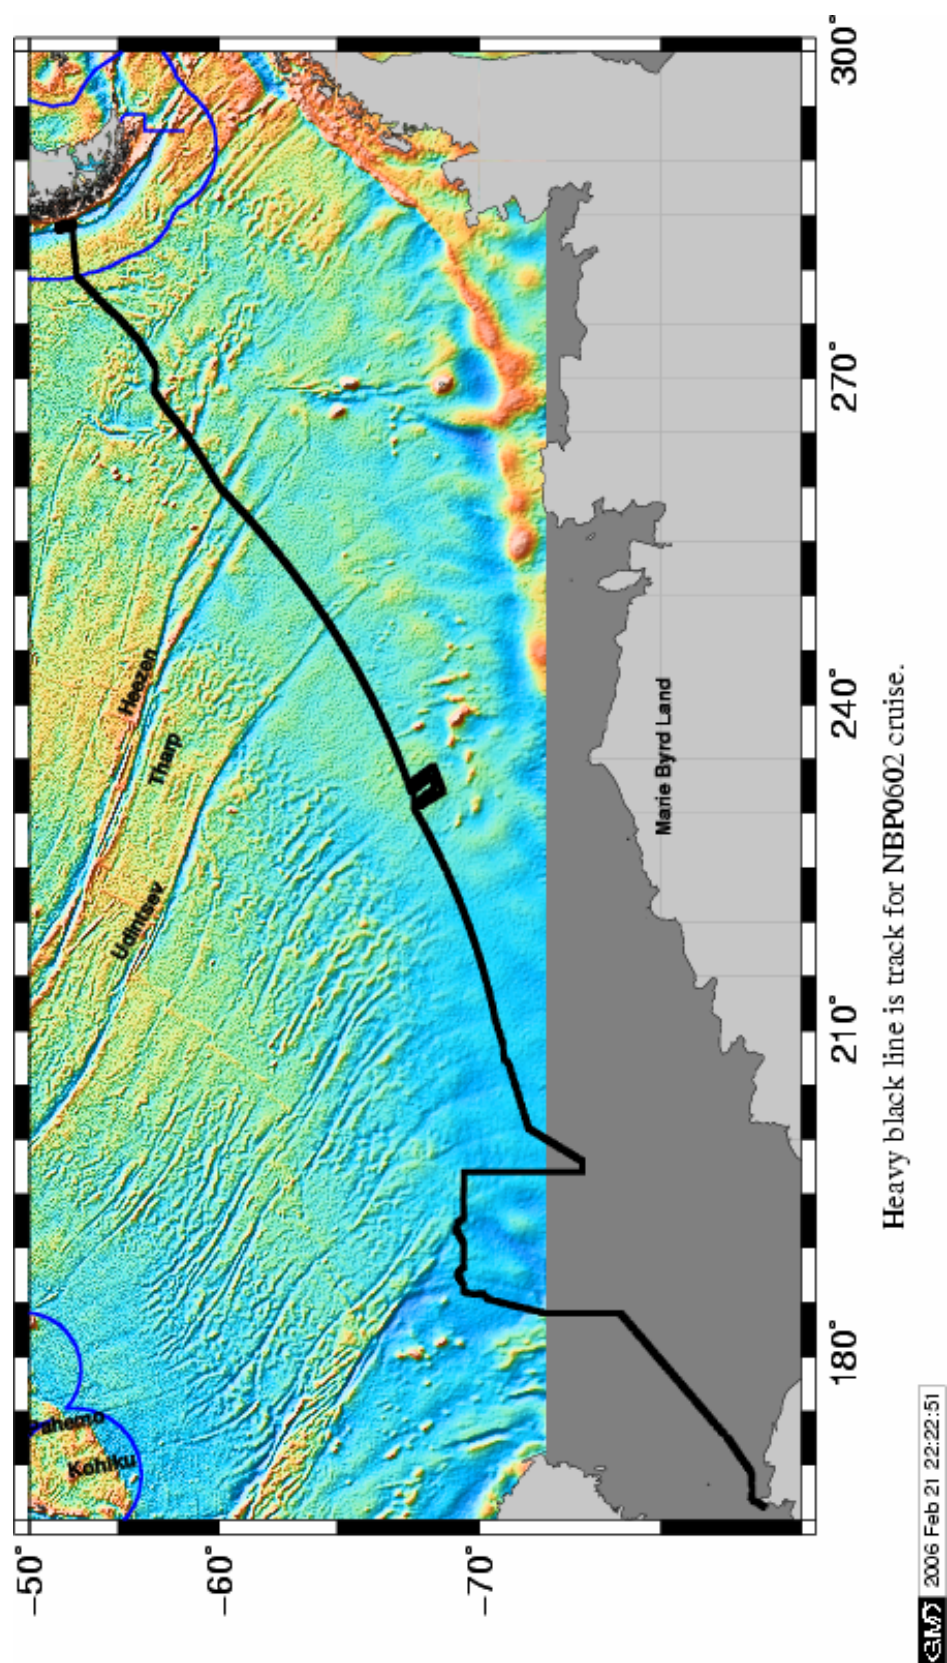 -50°
-60°
-70°
180°
210°
240°
270°
300°
Heezen
Tharp
Udintsev
Kohiku
Marie Byrd Land
Heavy black line is track for NBP0602 cruise.
GMT 2006 Feb 21 22:22:51